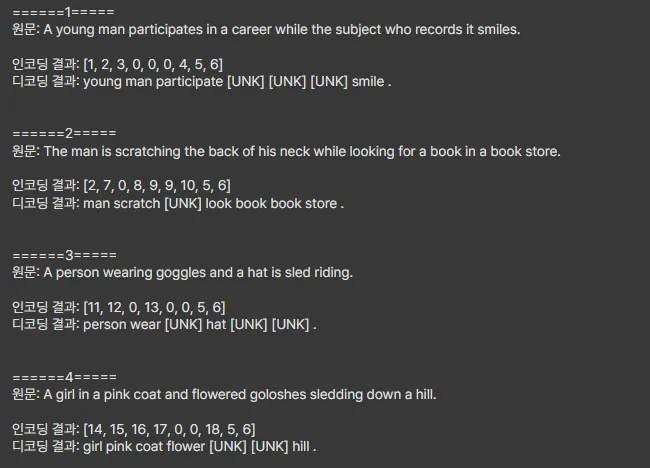 ======1=====
원문: A young man participates in a career while the subject who records it smiles.
인코딩 결과: [1, 2, 3, 0, 0, 0, 4, 5, 6]
디코딩 결과: young man participate [UNK] [UNK] [UNK] smile .
======2=====
원문: The man is scratching the back of his neck while looking for a book in a book store.
인코딩 결과: [2, 7, 0, 8, 9, 9, 10, 5, 6]
디코딩 결과: man scratch [UNK] look book book store .
======3=====
원문: A person wearing goggles and a hat is sled riding.
인코딩 결과: [11, 12, 0, 13, 0, 0, 5, 6]
디코딩 결과: person wear [UNK] hat [UNK] [UNK] .
======4=====
원문: A girl in a pink coat and flowered goloshes sledding down a hill.
인코딩 결과: [14, 15, 16, 17, 0, 0, 18, 5, 6]
디코딩 결과: girl pink coat flower [UNK] [UNK] hill .